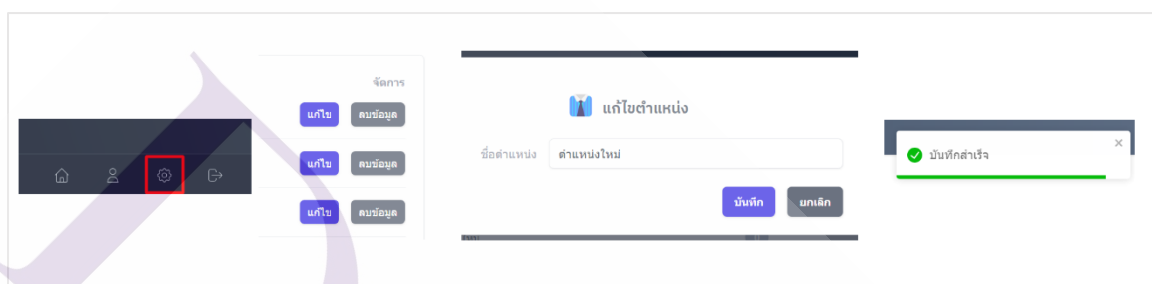 จัดการ
แก้ไข ลบข้อมูล
แก้ไข ลบข้อมูล
แก้ไข ลบข้อมูล
แก้ไขตำแหน่ง
ชื่อตำแหน่ง ตำแหน่งใหม่
บันทึก ยกเลิก
บันทึกสำเร็จ